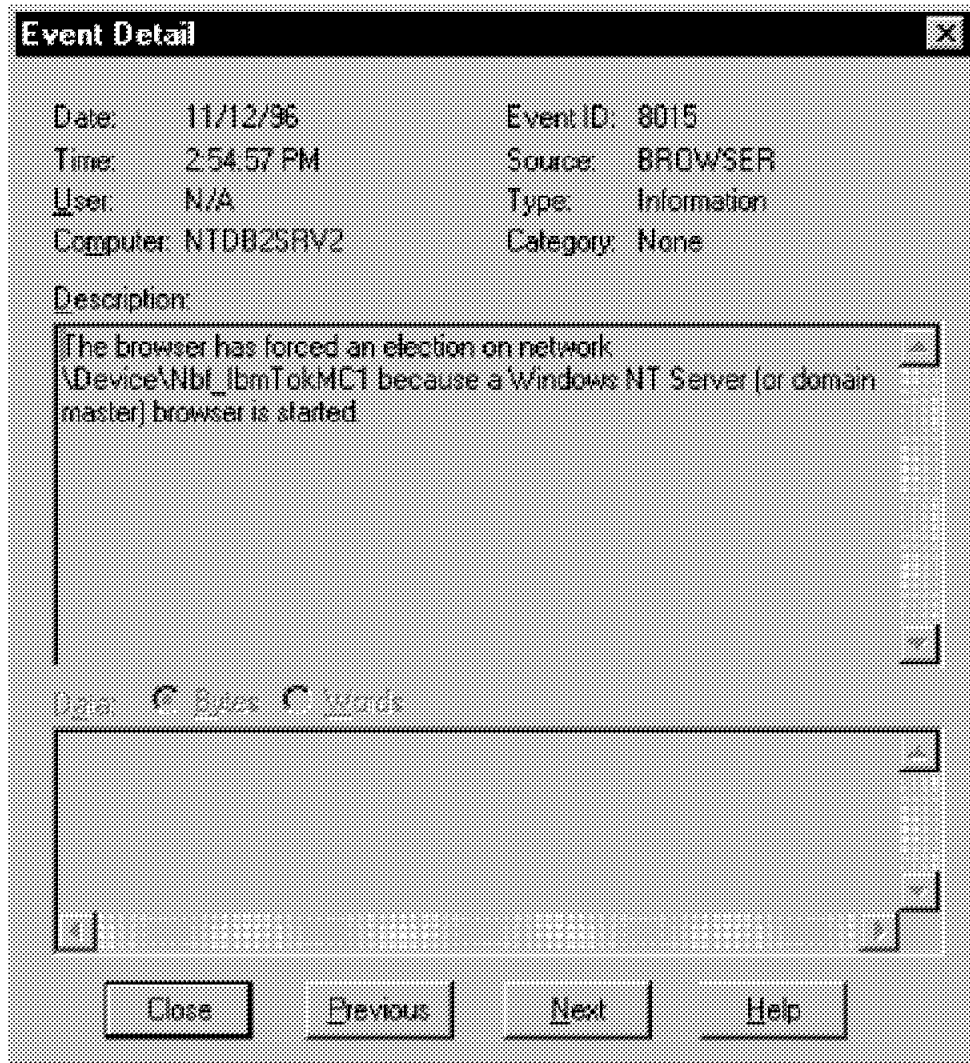 Event Detail
Date: 11/12/96 Event ID: 8015
Time: 2:54:57 PM Source: BROWSER
User: N/A Type: Information
Computer: NTDB2SRV2 Category: None
Description:
The browser has forced an election on network
\Device\Nbf_IbmTokMC1 because a Windows NT Server (or domain
master) browser is started.
Data: Bytes Words
Close Previous Next Help